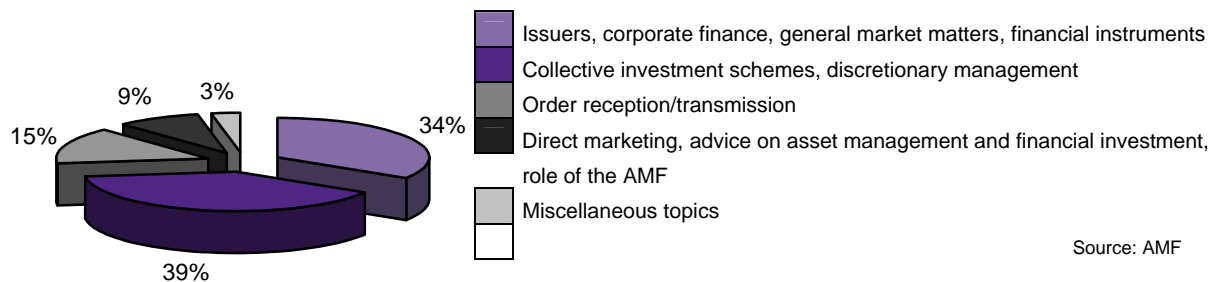 9%
3%
15%
34%
39%
Issuers, corporate finance, general market matters, financial instruments
Collective investment schemes, discretionary management
Order reception/transmission
Direct marketing, advice on asset management and financial investment,
role of the AMF
Miscellaneous topics
Source: AMF